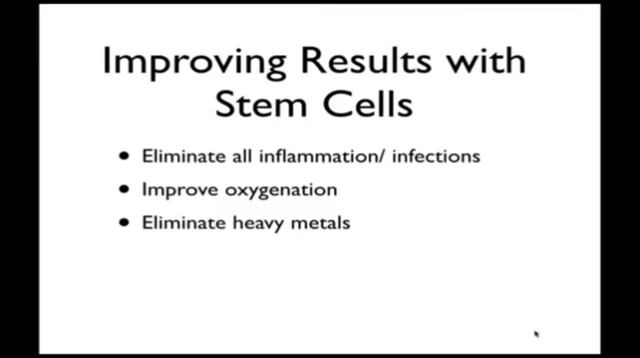 Improving Results with
Stem Cells
• Eliminate all inflammation/ infections
• Improve oxygenation
• Eliminate heavy metals